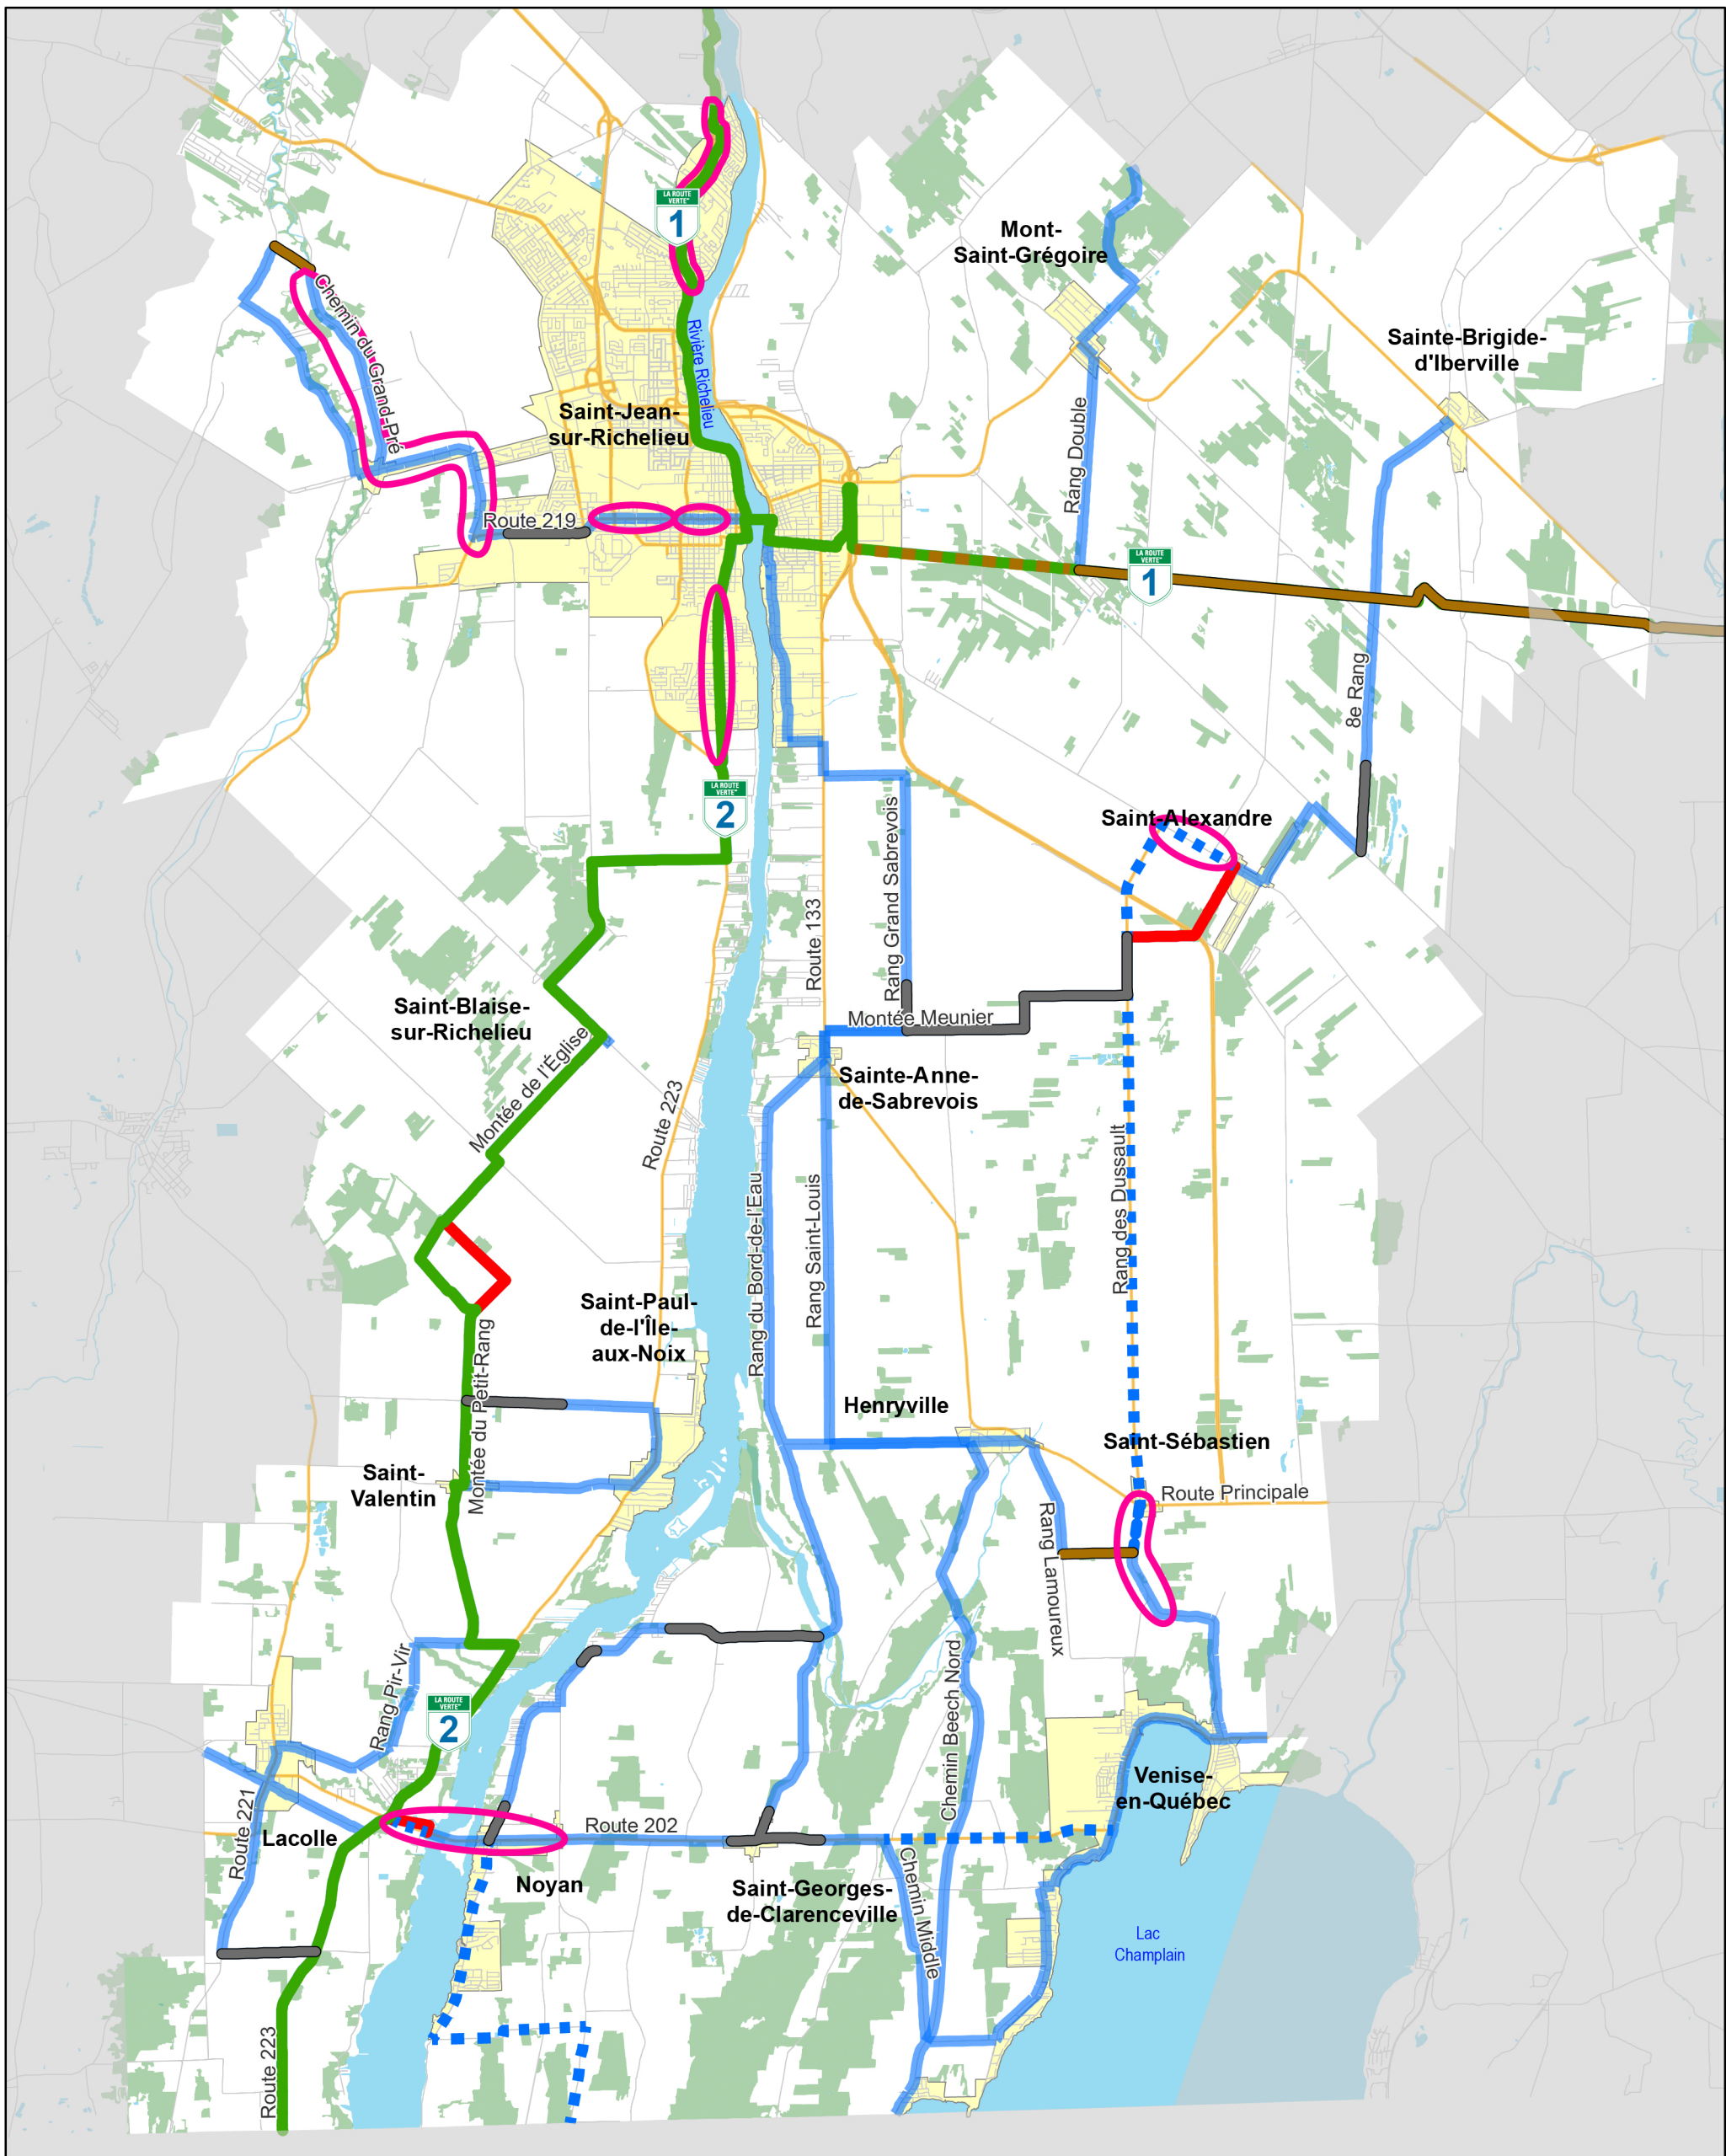 LA ROUTE
VERTE
1
Mont-
Saint-Grégoire
Chemin du Grand-Pré
Rivière Richelieu
Sainte-Brigide-
d'Iberville
Saint-Jean-
sur-Richelieu
Rang Double
Route 219
LA ROUTE
VERTE
1
8e Rang
LA ROUTE
VERTE
2
Saint-Alexandre
Rang Grand Sabrevois
Route 133
Saint-Blaise-
sur-Richelieu
Montée Meunier
Montée de l'Église
Sainte-Anne-
de-Sabrevois
Route 223
Rang des Dussault
Rang du Bord-de-l'Eau
Rang Saint-Louis
Saint-Paul-
de-l'Île-
aux-Noix
Montée du Petit-Rang
Henryville
Saint-Sébastien
Saint-
Valentin
Route Principale
Rang Lamoureux
Rang Pir-Vir
Chemin Beech Nord
LA ROUTE
VERTE
2
Venise-
en-Québec
Route 221
Lacolle
Route 202
Noyan
Saint-Georges-
de-Clarenceville
Chemin Middle
Lac
Champlain
Route 223